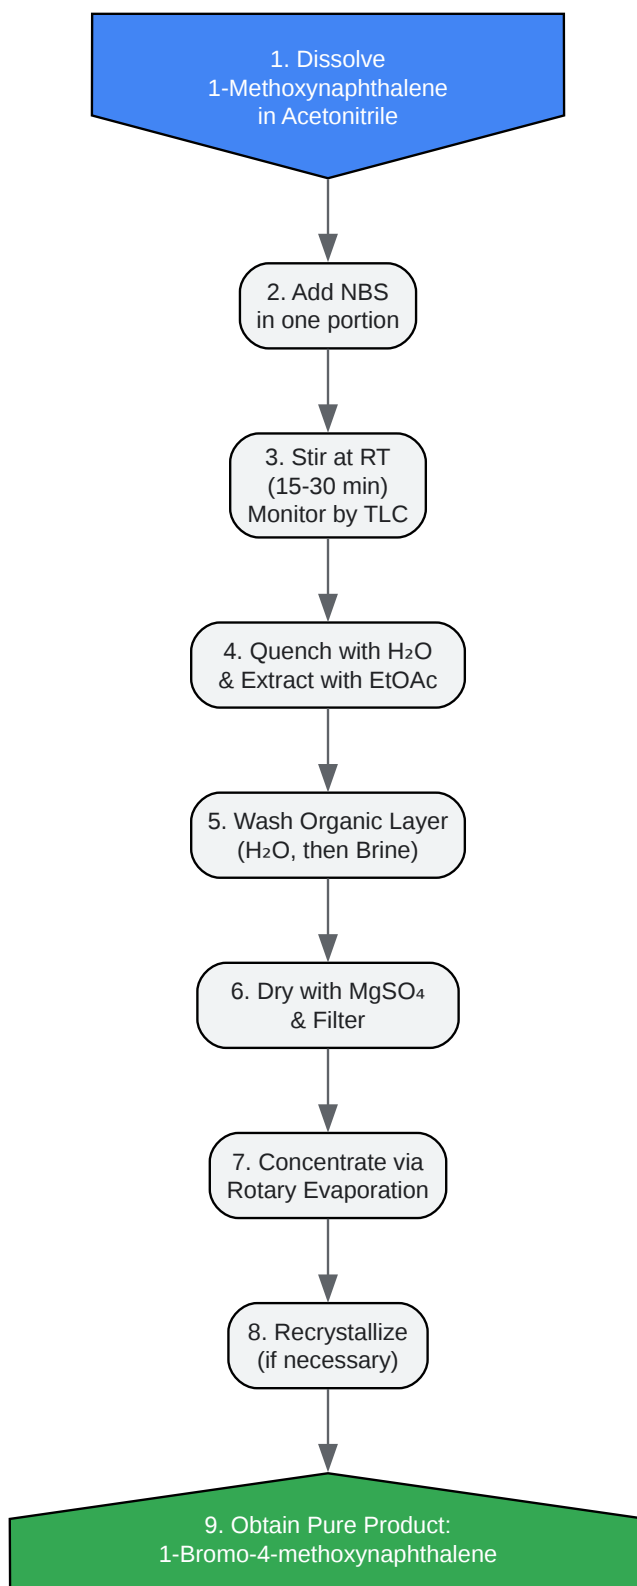 1. Dissolve
1-Methoxynaphthalene
in Acetonitrile
2. Add NBS
in one portion
3. Stir at RT
(15-30 min)
Monitor by TLC
4. Quench with H₂O
& Extract with EtOAc
5. Wash Organic Layer
(H₂O, then Brine)
6. Dry with MgSO₄
& Filter
7. Concentrate via
Rotary Evaporation
8. Recrystallize
(if necessary)
9. Obtain Pure Product:
1-Bromo-4-methoxynaphthalene